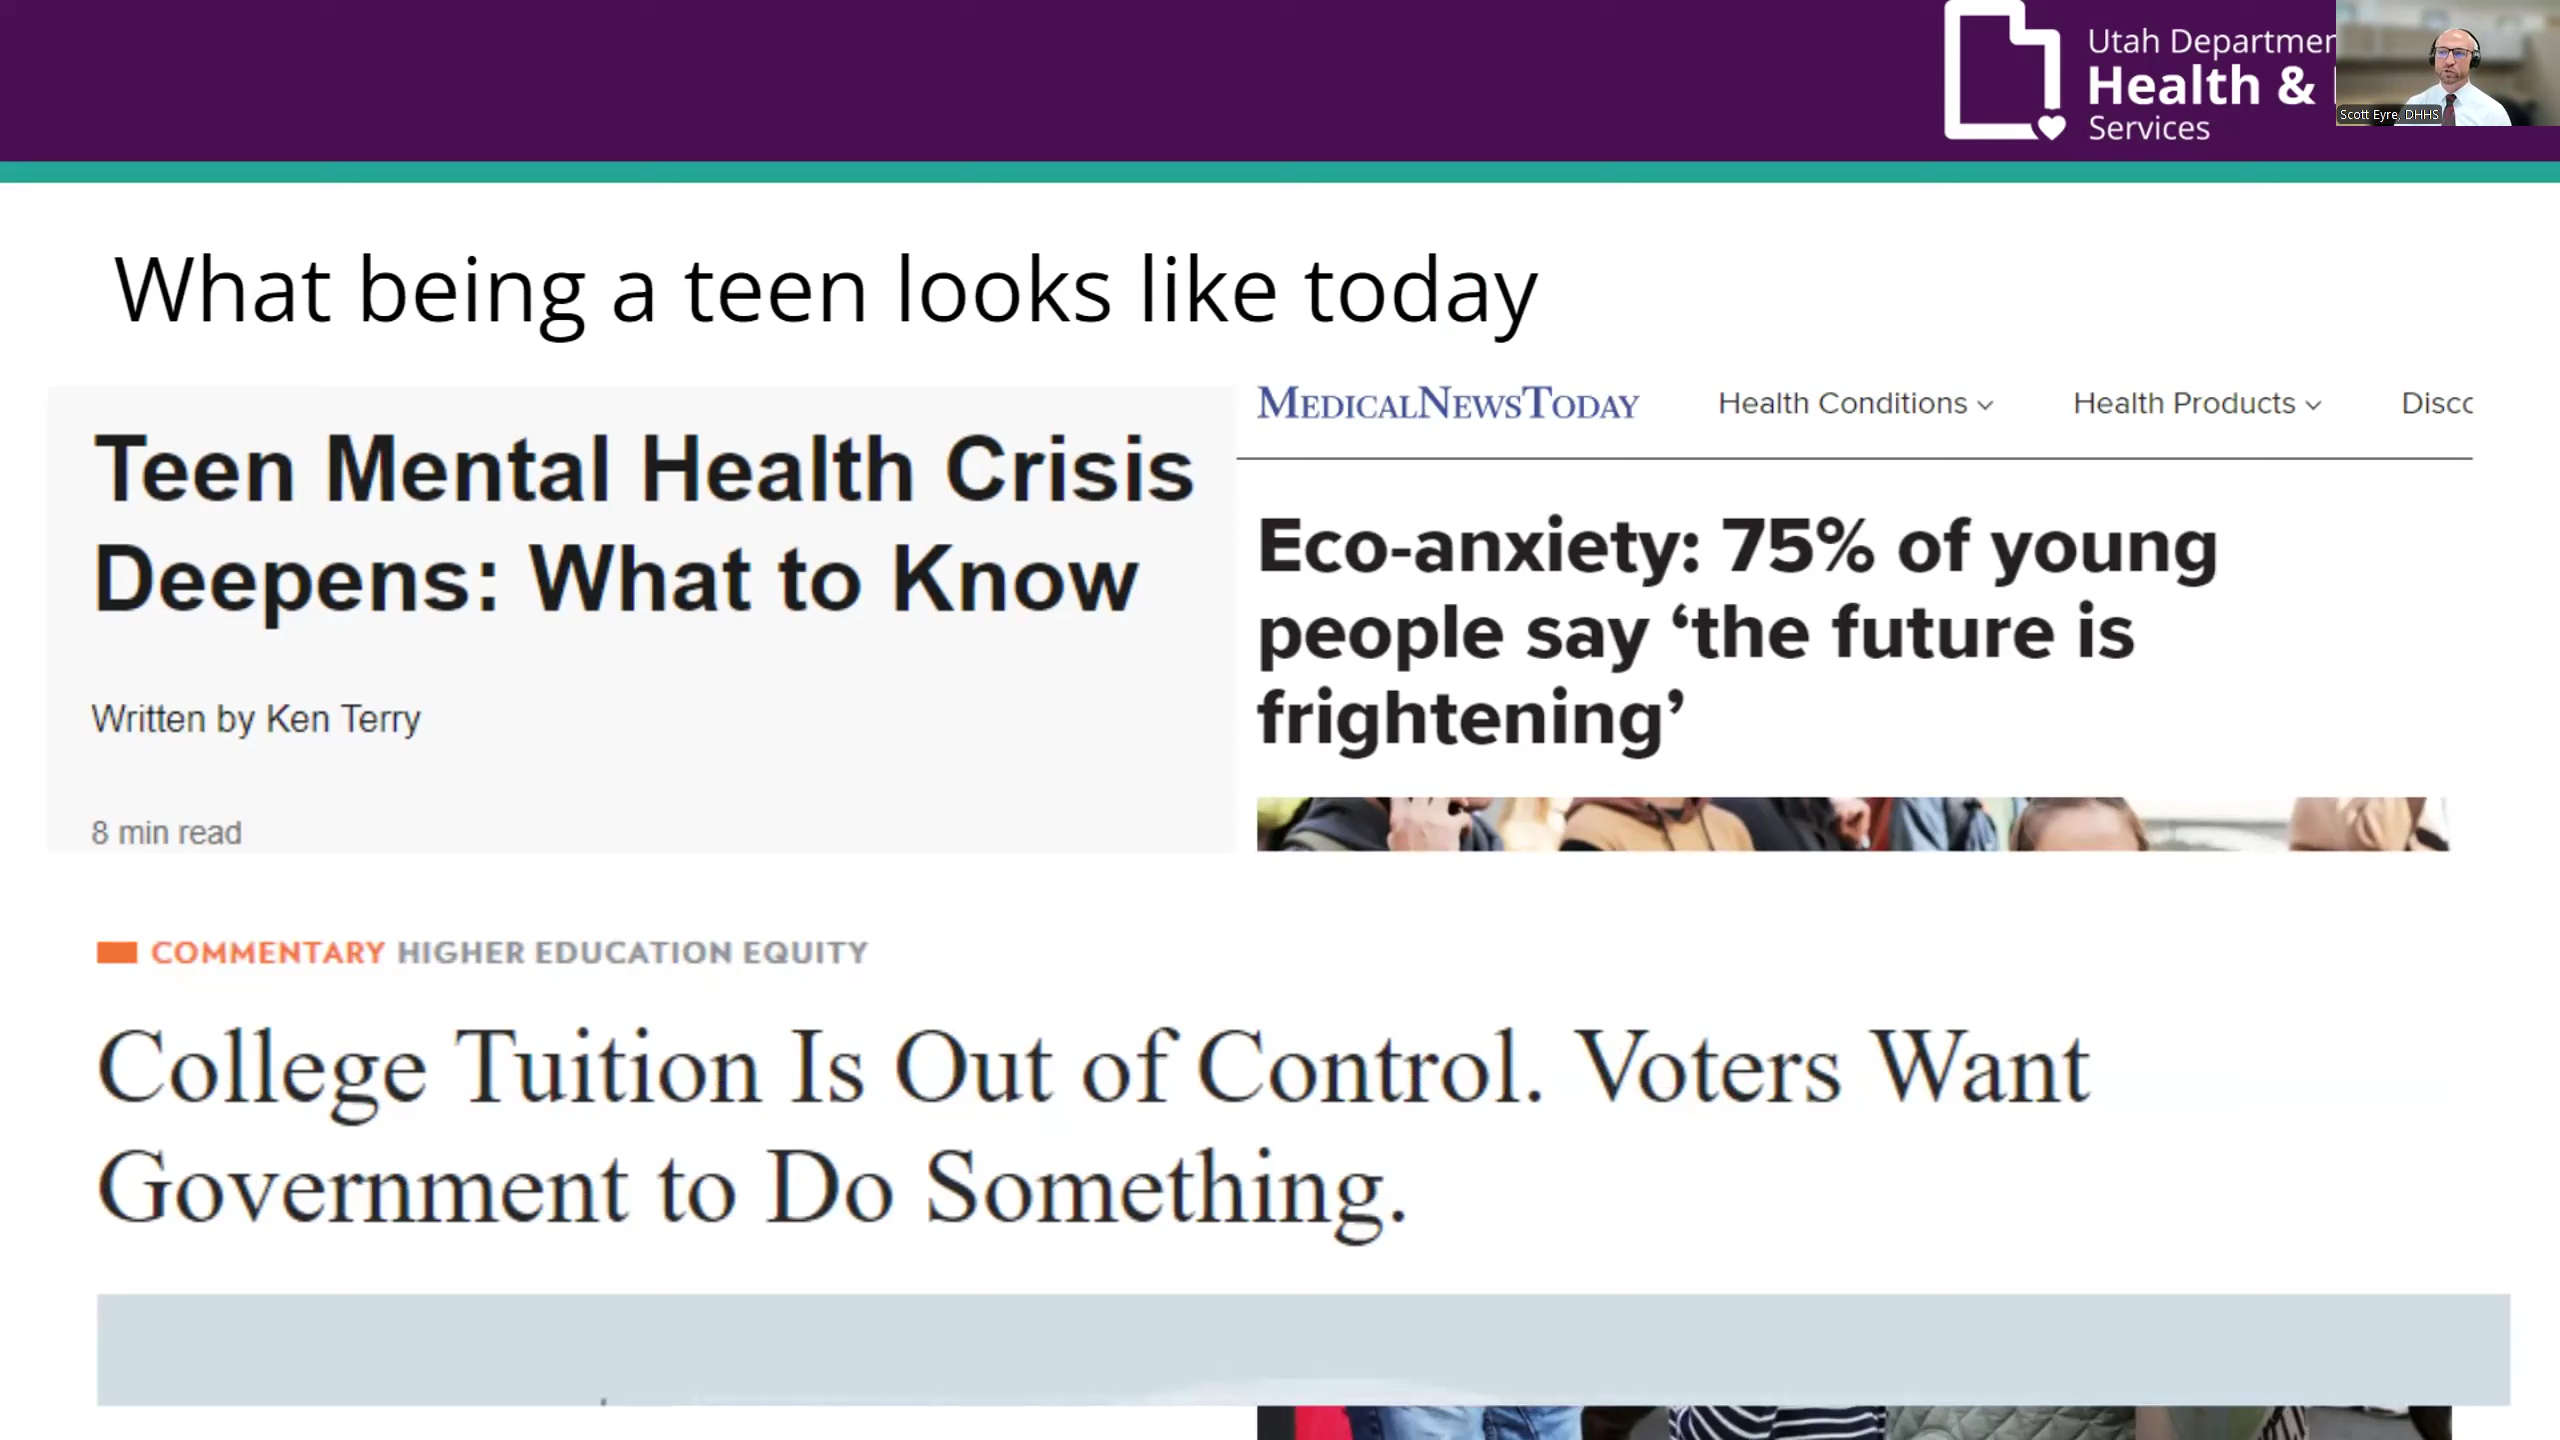 Utah Departmen
Health &
Services
Scott Eyre, DHHS
What being a teen looks like today
Teen Mental Health Crisis
Deepens: What to Know
Written by Ken Terry
8 min read
MEDICALNEWSTODAY
Health Conditions
Health Products
Disco
Eco-anxiety: 75% of young
people say ‘the future is
frightening’
COMMENTARY HIGHER EDUCATION EQUITY
College Tuition Is Out of Control. Voters Want
Government to Do Something.